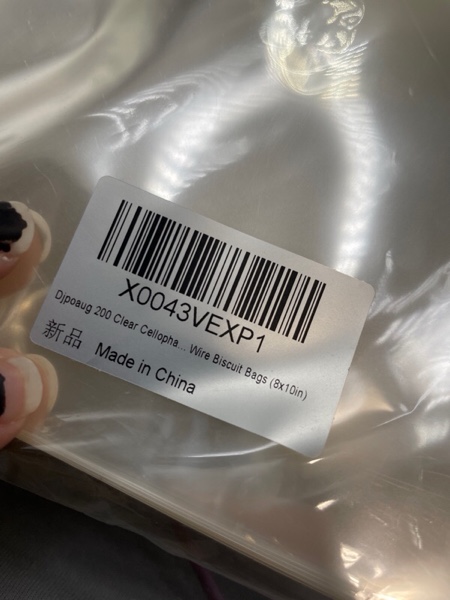 X0043VEXP1
Djpoaug 200 Clear Cellopha... Wire Biscuit Bags (8x10in)
新品 Made in China